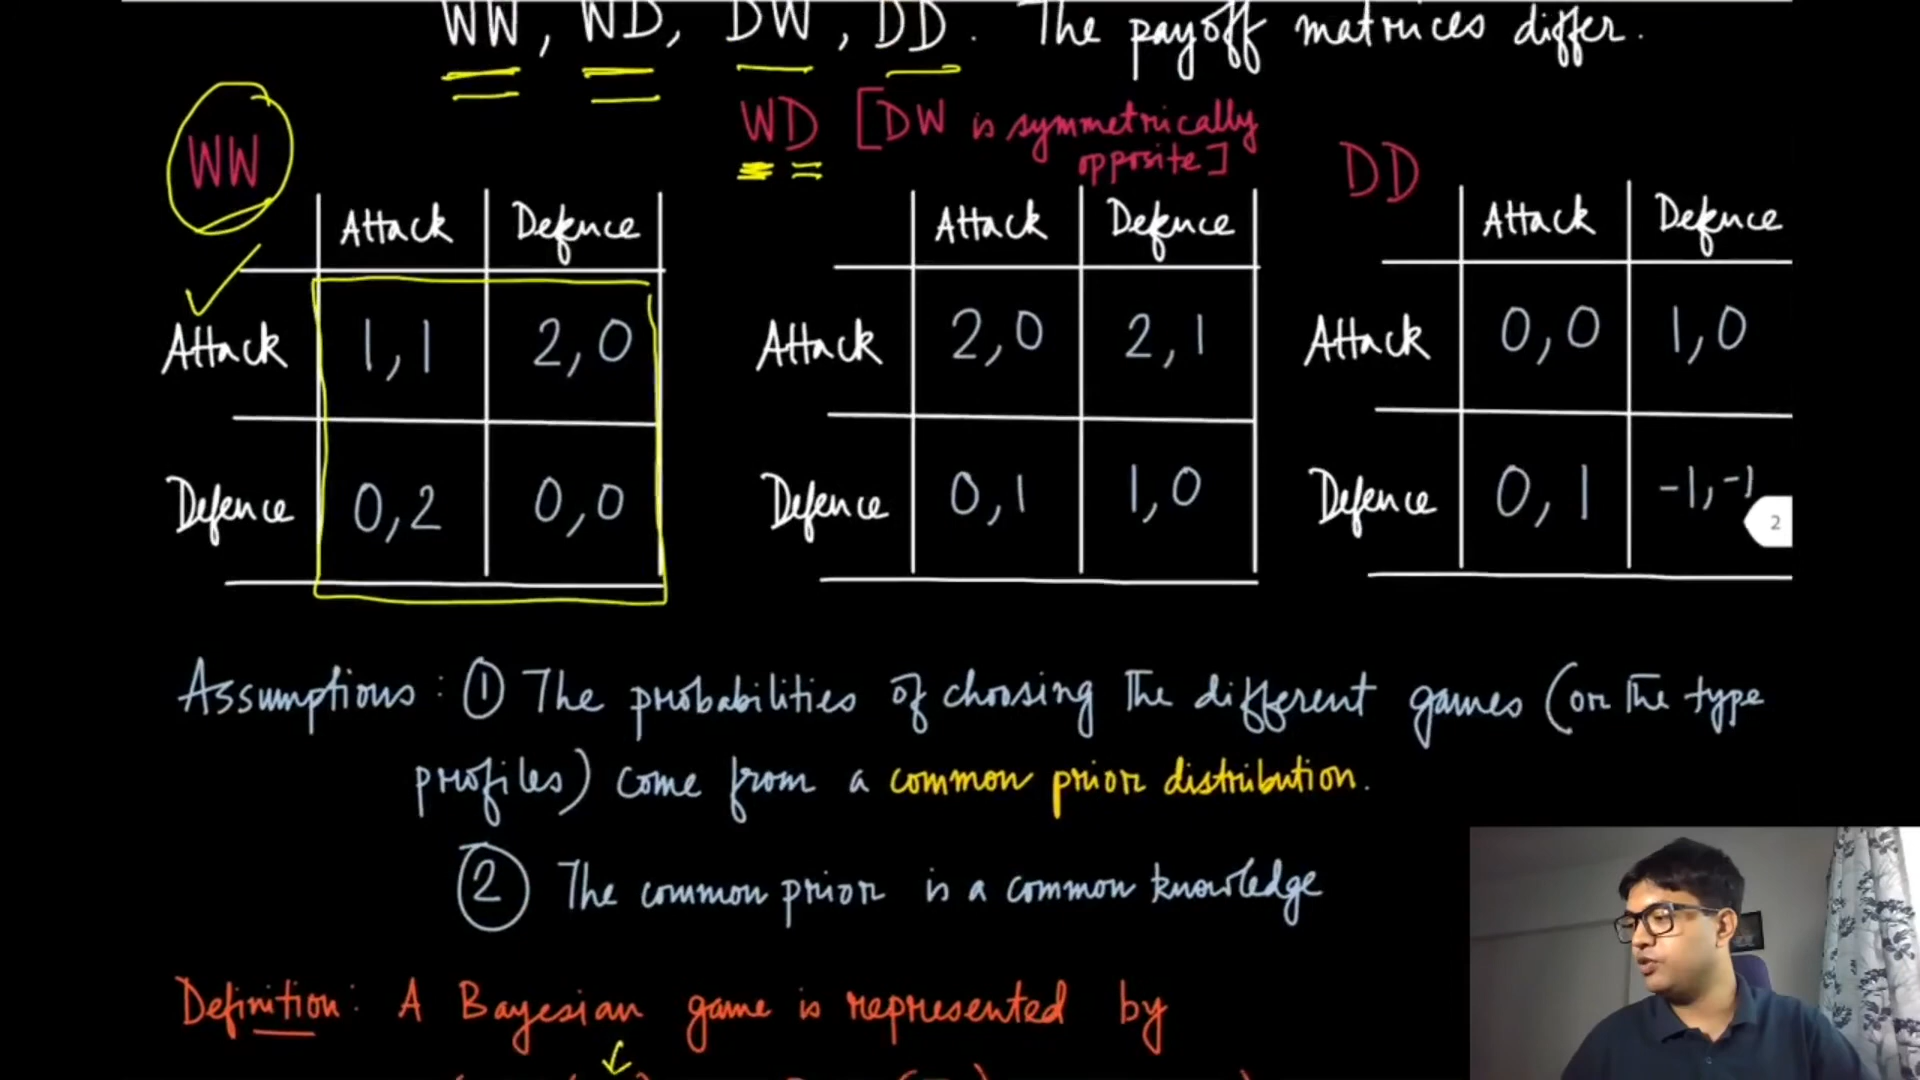 WW, WD, DW, DD. The payoff matrices differ.
WW
WD [DW is symmetrically
opposite]
DD
Attack Defence
Attack 1,1 2,0
Defence 0,2 0,0
Attack Defence
Attack 2,0 2,1
Defence 0,1 1,0
Attack Defence
Attack 0,0 1,0
Defence 0,1 -1,-1
2
Assumptions: ① The probabilities of choosing the different games (or the type
profiles) come from a common prior distribution.
② The common prior is a common knowledge
Definition: A Bayesian game is represented by